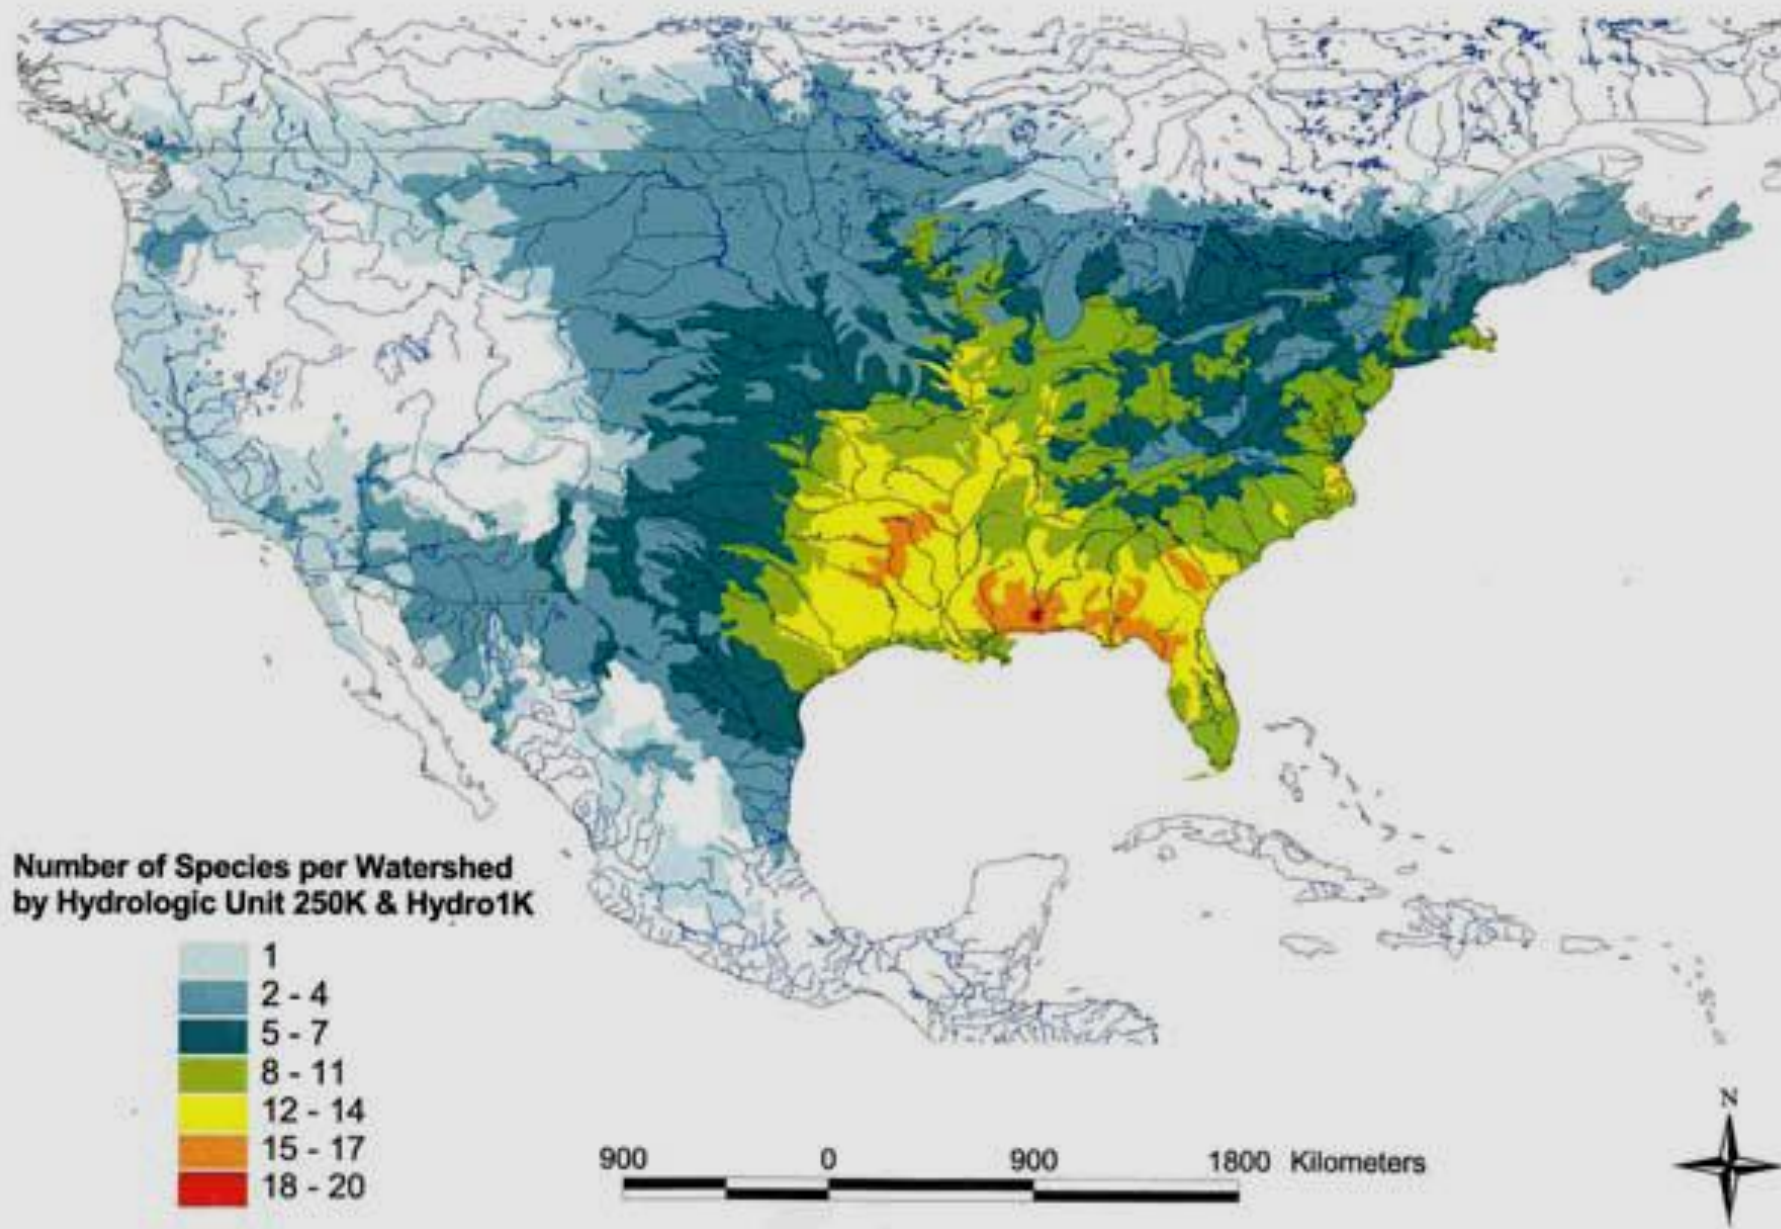 Number of Species per Watershed
by Hydrologic Unit 250K & Hydro1K
1
2 - 4
5 - 7
8 - 11
12 - 14
15 - 17
18 - 20
900 0 900 1800 Kilometers
N